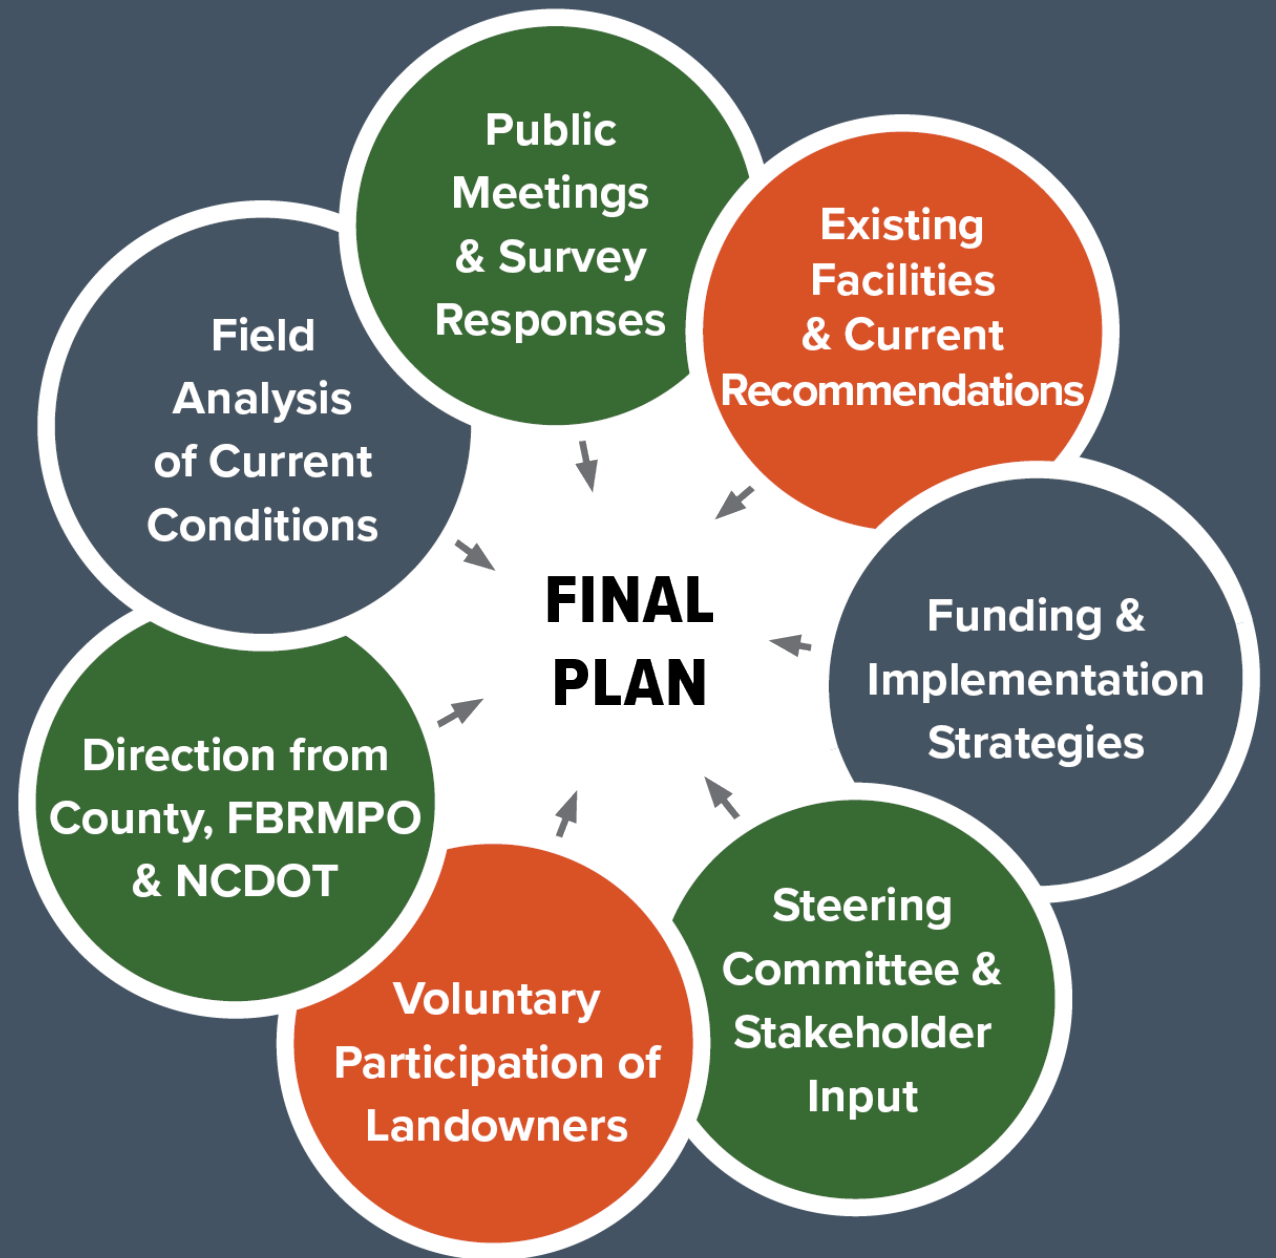 Public
Meetings
& Survey
Responses
Existing
Facilities
& Current
Recommendations
Field
Analysis
of Current
Conditions
FINAL
PLAN
Funding &
Implementation
Strategies
Direction from
County, FBRMPO
& NCDOT
Steering
Committee &
Stakeholder
Input
Voluntary
Participation of
Landowners